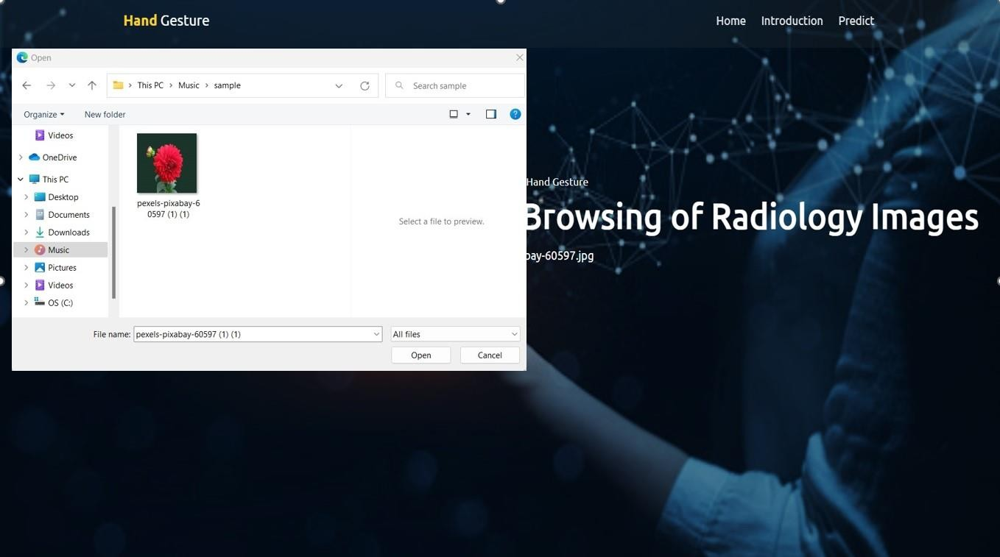 Hand Gesture
Home Introduction Predict
Open
This PC Music sample
Search sample
Organize New folder
?
Videos
OneDrive
This PC
Desktop
Documents
Downloads
Music
Pictures
Videos
OS (C:)
pexels-pixabay-6
0597 (1) (1)
Select a file to preview.
File name: pexels-pixabay-60597 (1) (1)
All files
Open Cancel
Hand Gesture
Browsing of Radiology Images
bay-60597.jpg